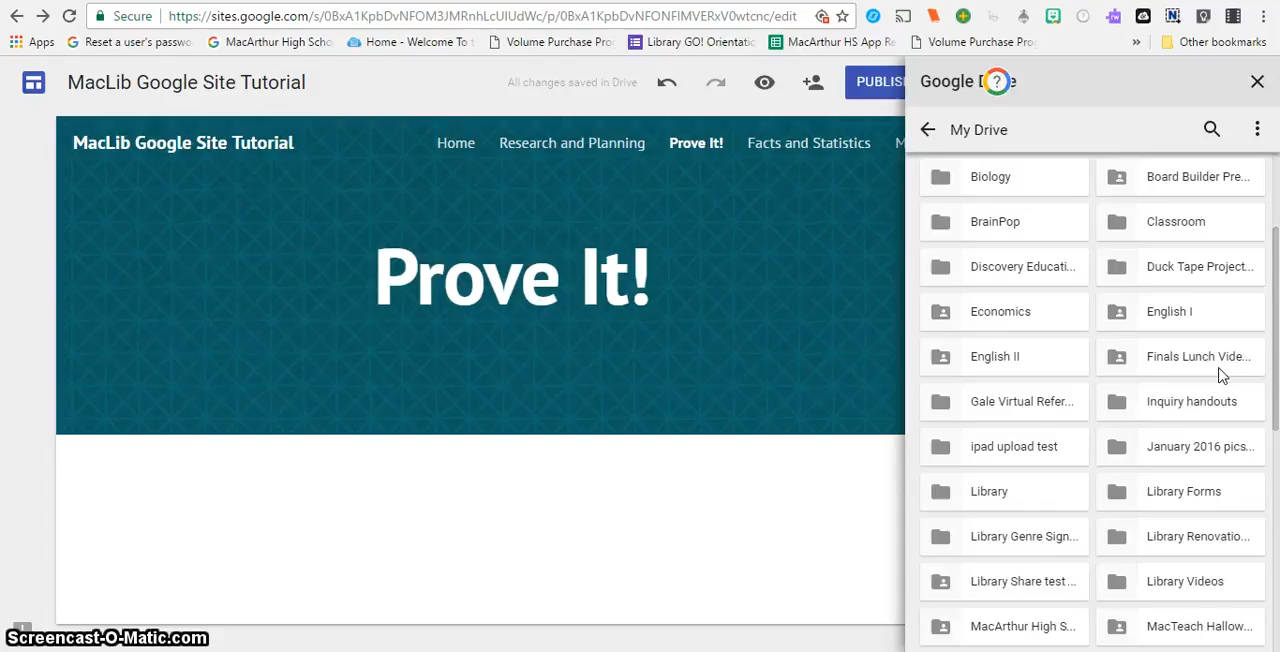 Secure https://sites.google.com/s/0BxA1KpbDvNFOM3JMRnhLcUlUdWc/p/0BxA1KpbDvNFONFlMVERxV0wtcnc/edit
Apps Reset a user's passwo Google MacArthur High Scho Home - Welcome To Volume Purchase Pro Library GO! Orientatio MacArthur HS App Re Volume Purchase Pro » Other bookmarks
MacLib Google Site Tutorial All changes saved in Drive PUBLIS
Google
My Drive
MacLib Google Site Tutorial Home Research and Planning Prove It! Facts and Statistics M
Prove It!
Biology Board Builder Pre...
BrainPop Classroom
Discovery Educati... Duck Tape Project...
Economics English I
English II Finals Lunch Vide...
Gale Virtual Refer... Inquiry handouts
ipad upload test January 2016 pics...
Library Library Forms
Library Genre Sign... Library Renovatio...
Library Share test ... Library Videos
MacArthur High S... MacTeach Hallow...
Screencast-O-Matic.com